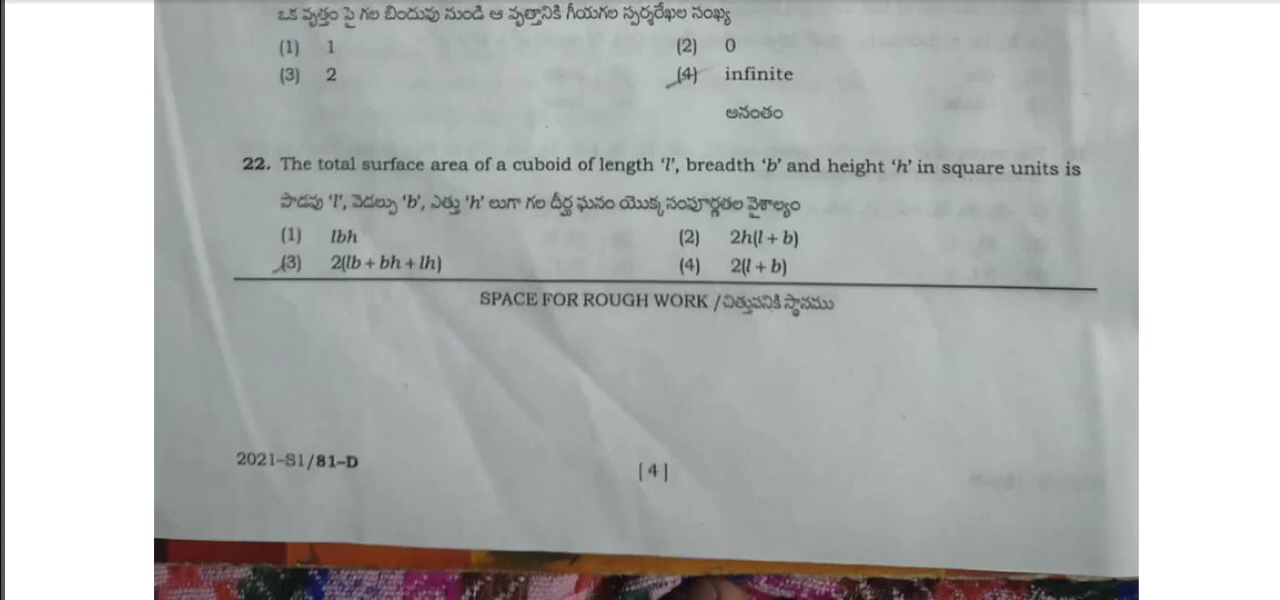 ఒక వృత్తం పై గల బిందువు నుండి ఆ వృత్తానికి గీయగల స్పర్శరేఖల సంఖ్య
(1) 1 (2) 0
(3) 2 (4) infinite
అనంతం
22. The total surface area of a cuboid of length ‘l’, breadth ‘b’ and height ‘h’ in square units is
పొడవు ‘l’, వెడల్పు ‘b’, ఎత్తు ‘h’ లుగా గల దీర్ఘ ఘనం యొక్క సంపూర్ణతల వైశాల్యం
(1) lbh (2) 2h(l + b)
(3) 2(lb + bh + lh) (4) 2(l + b)
SPACE FOR ROUGH WORK / చిత్తుపనికి స్థానము
2021–S1/81–D
[ 4 ]